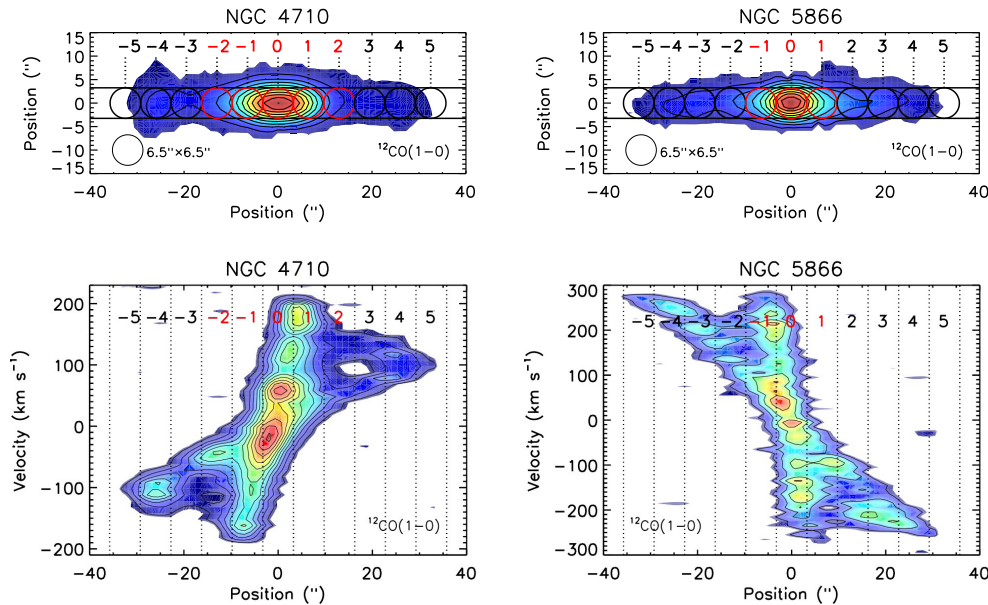 NGC 4710
Position (")
15
10
5
0
−5
−10
−15
-5 -4 -3 -2 -1 0 1 2 3 4 5
6.5"×6.5"
¹²CO(1−0)
−40 −20 0 20 40
Position (")
NGC 5866
Position (")
15
10
5
0
−5
−10
−15
-5 -4 -3 -2 -1 0 1 2 3 4 5
6.5"×6.5"
¹²CO(1−0)
−40 −20 0 20 40
Position (")
NGC 4710
Velocity (km s⁻¹)
200
100
0
−100
−200
-5 -4 -3 -2 -1 0 1 2 3 4 5
¹²CO(1−0)
−40 −20 0 20 40
Position (")
NGC 5866
Velocity (km s⁻¹)
300
200
100
0
−100
−200
−300
-5 -4 -3 -2 -1 0 1 2 3 4 5
¹²CO(1−0)
−40 −20 0 20 40
Position (")